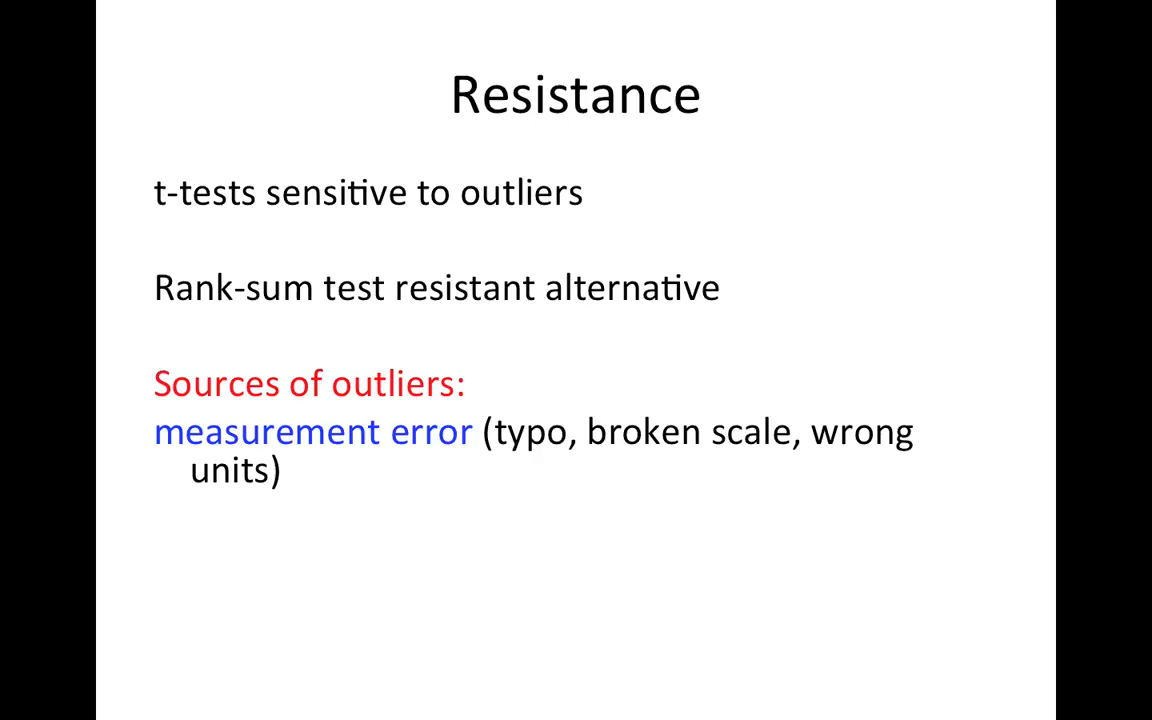 Resistance
t-tests sensitive to outliers
Rank-sum test resistant alternative
Sources of outliers:
measurement error (typo, broken scale, wrong
units)